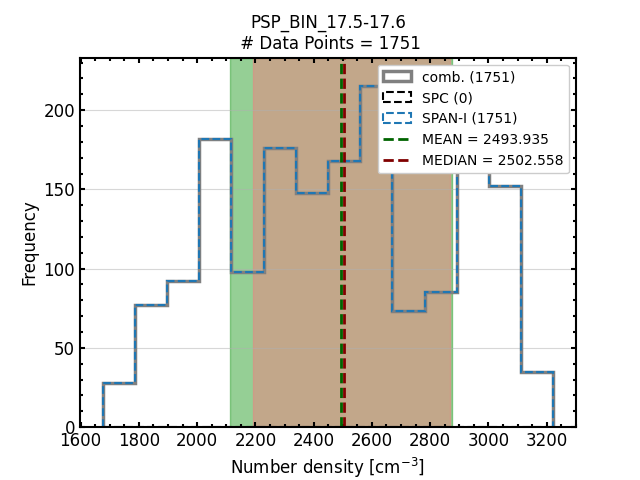 PSP_BIN_17.5-17.6
# Data Points = 1751
comb. (1751)
SPC (0)
SPAN-I (1751)
MEAN = 2493.935
MEDIAN = 2502.558
Frequency
200
150
100
50
0
1600 1800 2000 2200 2400 2600 2800 3000 3200
Number density [cm⁻³]